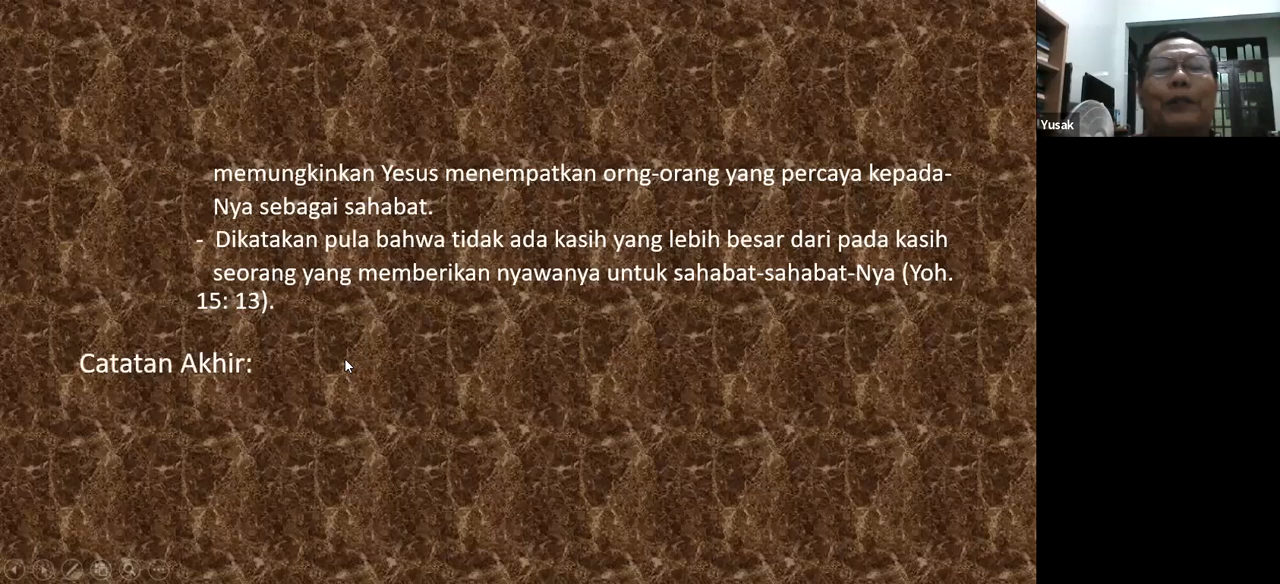 memungkinkan Yesus menempatkan orng-orang yang percaya kepada-
Nya sebagai sahabat.
- Dikatakan pula bahwa tidak ada kasih yang lebih besar dari pada kasih
seorang yang memberikan nyawanya untuk sahabat-sahabat-Nya (Yoh.
15: 13).
Catatan Akhir:
Yusak